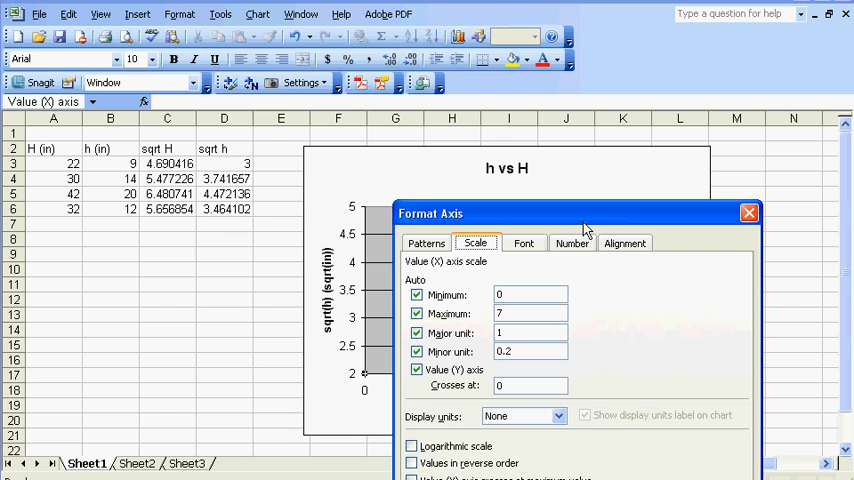 File Edit View Insert Format Tools Chart Window Help Adobe PDF Type a question for help
Arial 10 B I U $ % , A
SnagIt Window Settings
Value (X) axis fx
A B C D E F G H I J K L M N
1
2 H (in) h (in) sqrt H sqrt h
3 22 9 4.690416 3
4 30 14 5.477226 3.741657
5 42 20 6.480741 4.472136
6 32 12 5.656854 3.464102
7
8
9
10
11
12
13
14
15
16
17
18
19
20
21
22
h vs H
sqrt(h) (sqrt(in))
5
4.5
4
3.5
3
2.5
2
0
Format Axis
Patterns Scale Font Number Alignment
Value (X) axis scale
Auto
Minimum: 0
Maximum: 7
Major unit: 1
Minor unit: 0.2
Value (Y) axis
Crosses at: 0
Display units: None Show display units label on chart
Logarithmic scale
Values in reverse order
Sheet1 Sheet2 Sheet3